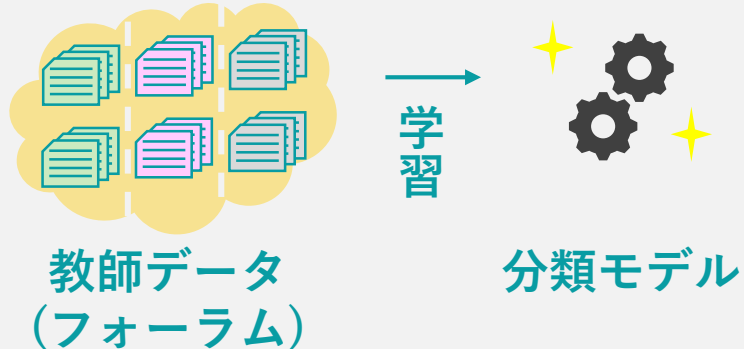 学習
教師データ
（フォーラム）
分類モデル